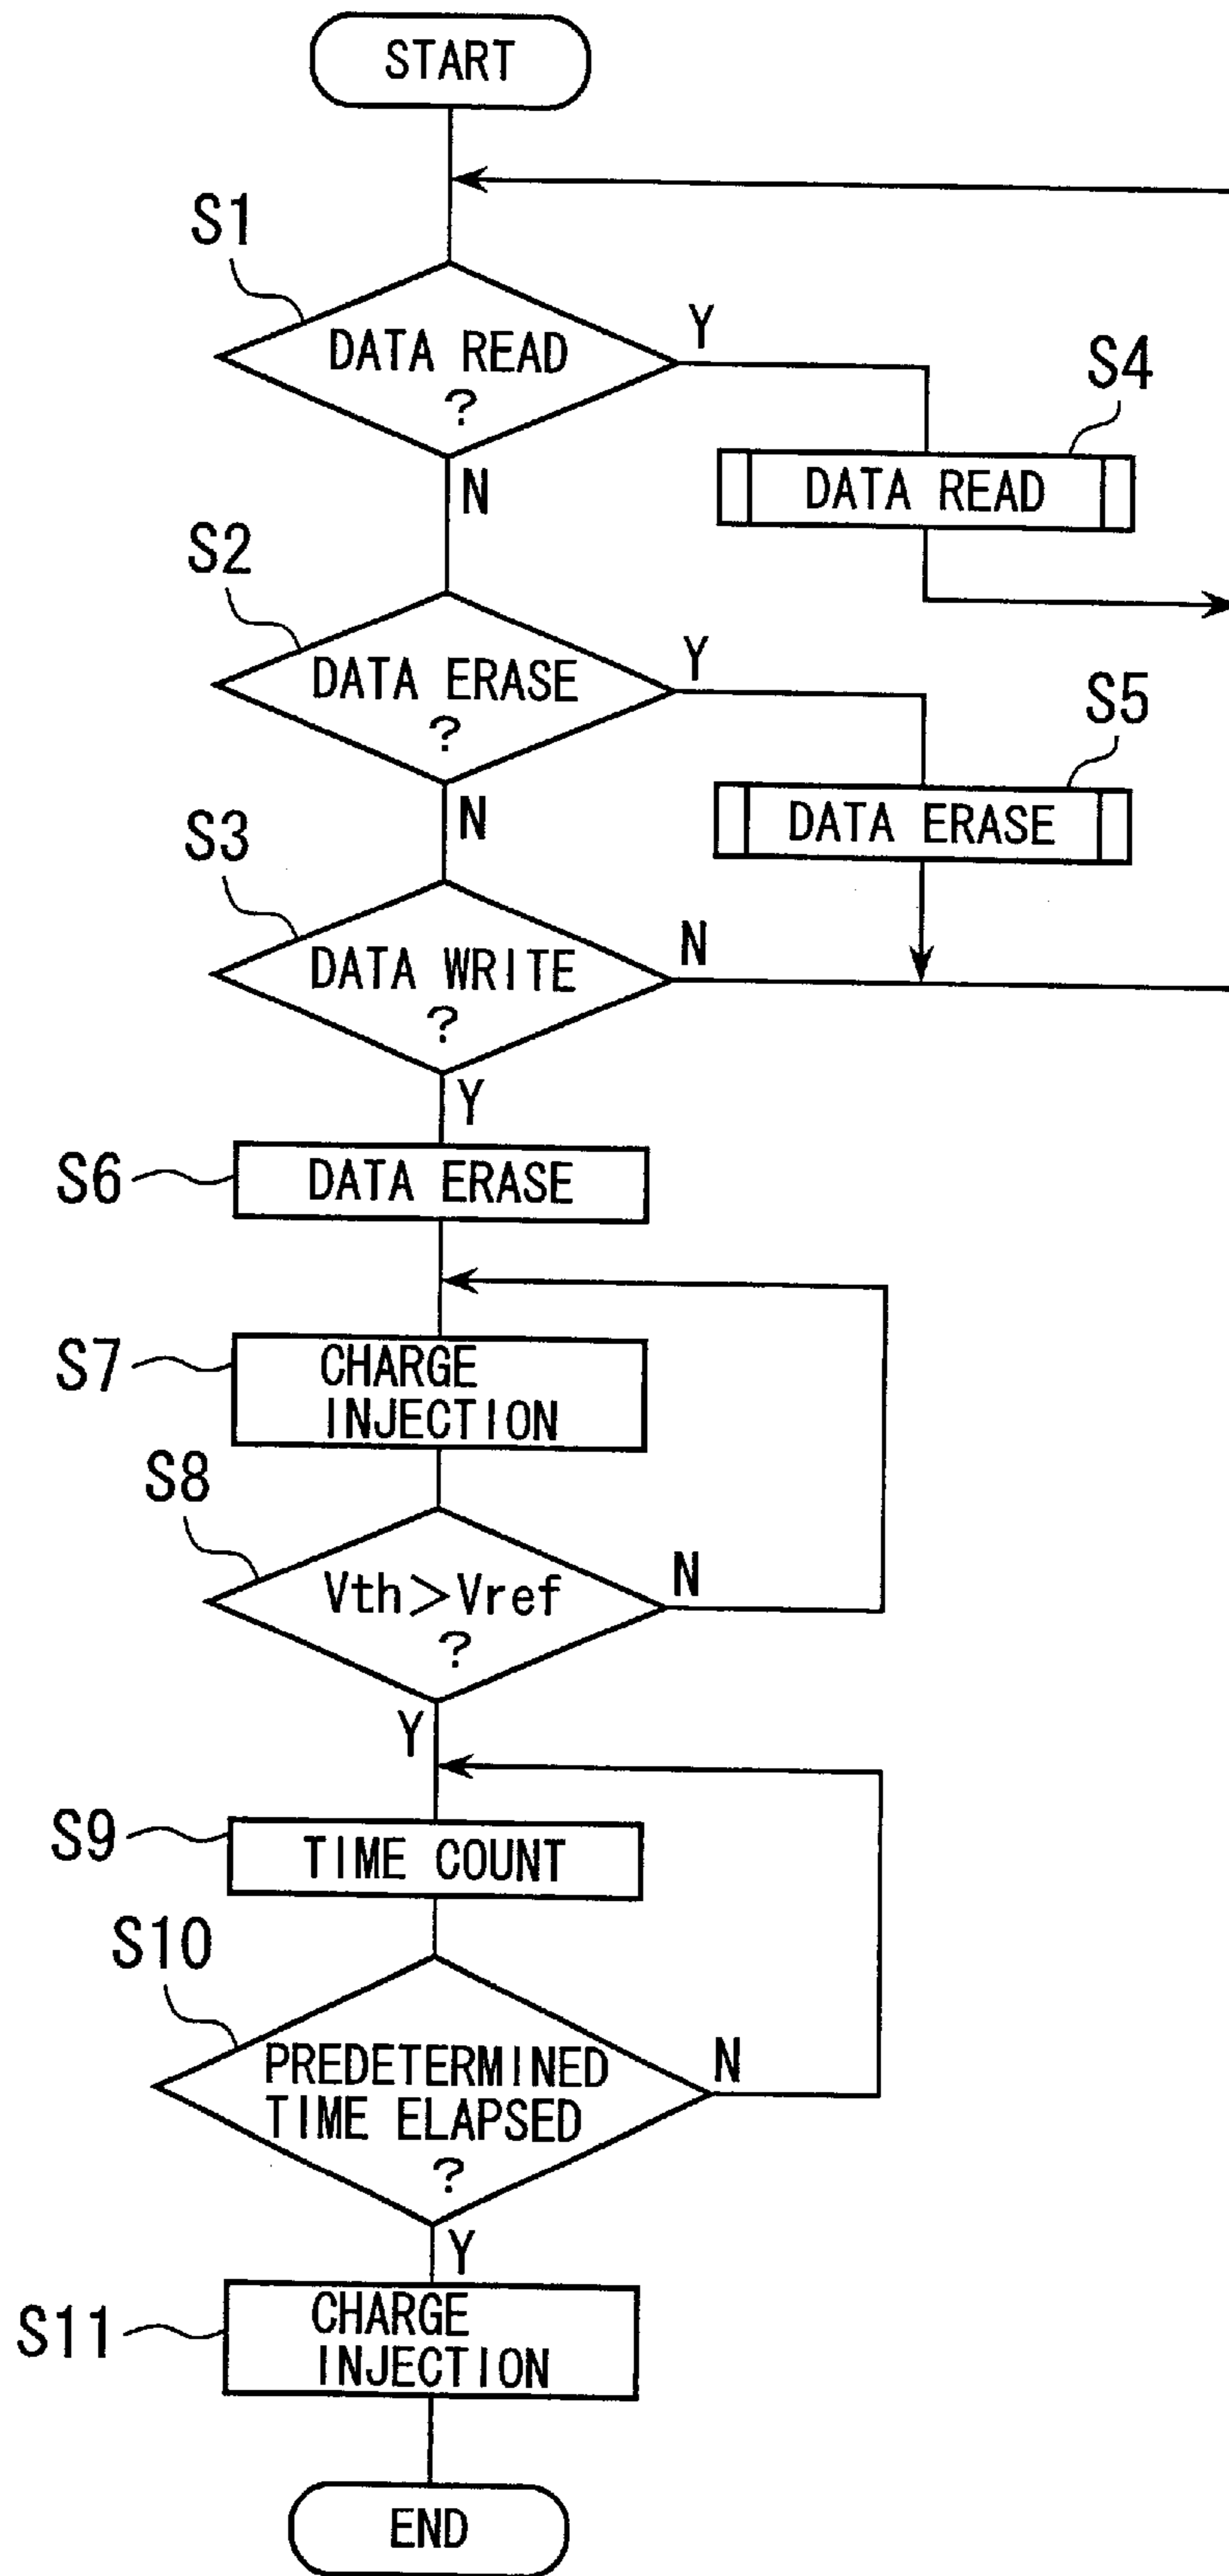 START
S1
DATA READ
?
Y
N
S4
DATA READ
S2
DATA ERASE
?
Y
N
S5
DATA ERASE
S3
DATA WRITE
?
N
Y
S6
DATA ERASE
S7
CHARGE
INJECTION
S8
Vth>Vref
?
N
Y
S9
TIME COUNT
S10
PREDETERMINED
TIME ELAPSED
?
N
Y
S11
CHARGE
INJECTION
END